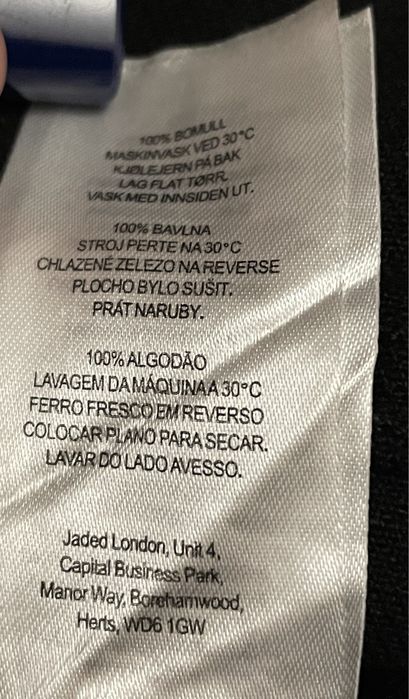 100% BOMULL
MASKINVASK VED 30°C
KJØLEJERN PÅ BAK
LAG FLAT TØRR.
VASK MED INNSIDEN UT.
100% BAVLNA
STROJ PERTE NA 30°C
CHLAZENÉ ŽELEZO NA REVERSE
PLOCHO BYLO SUŠIT.
PRÁT NARUBY.
100% ALGODÃO
LAVAGEM DA MÁQUINA A 30°C
FERRO FRESCO EM REVERSO
COLOCAR PLANO PARA SECAR.
LAVAR DO LADO AVESSO.
Jaded London, Unit 4,
Capital Business Park,
Manor Way, Borehamwood,
Herts, WD6 1GW